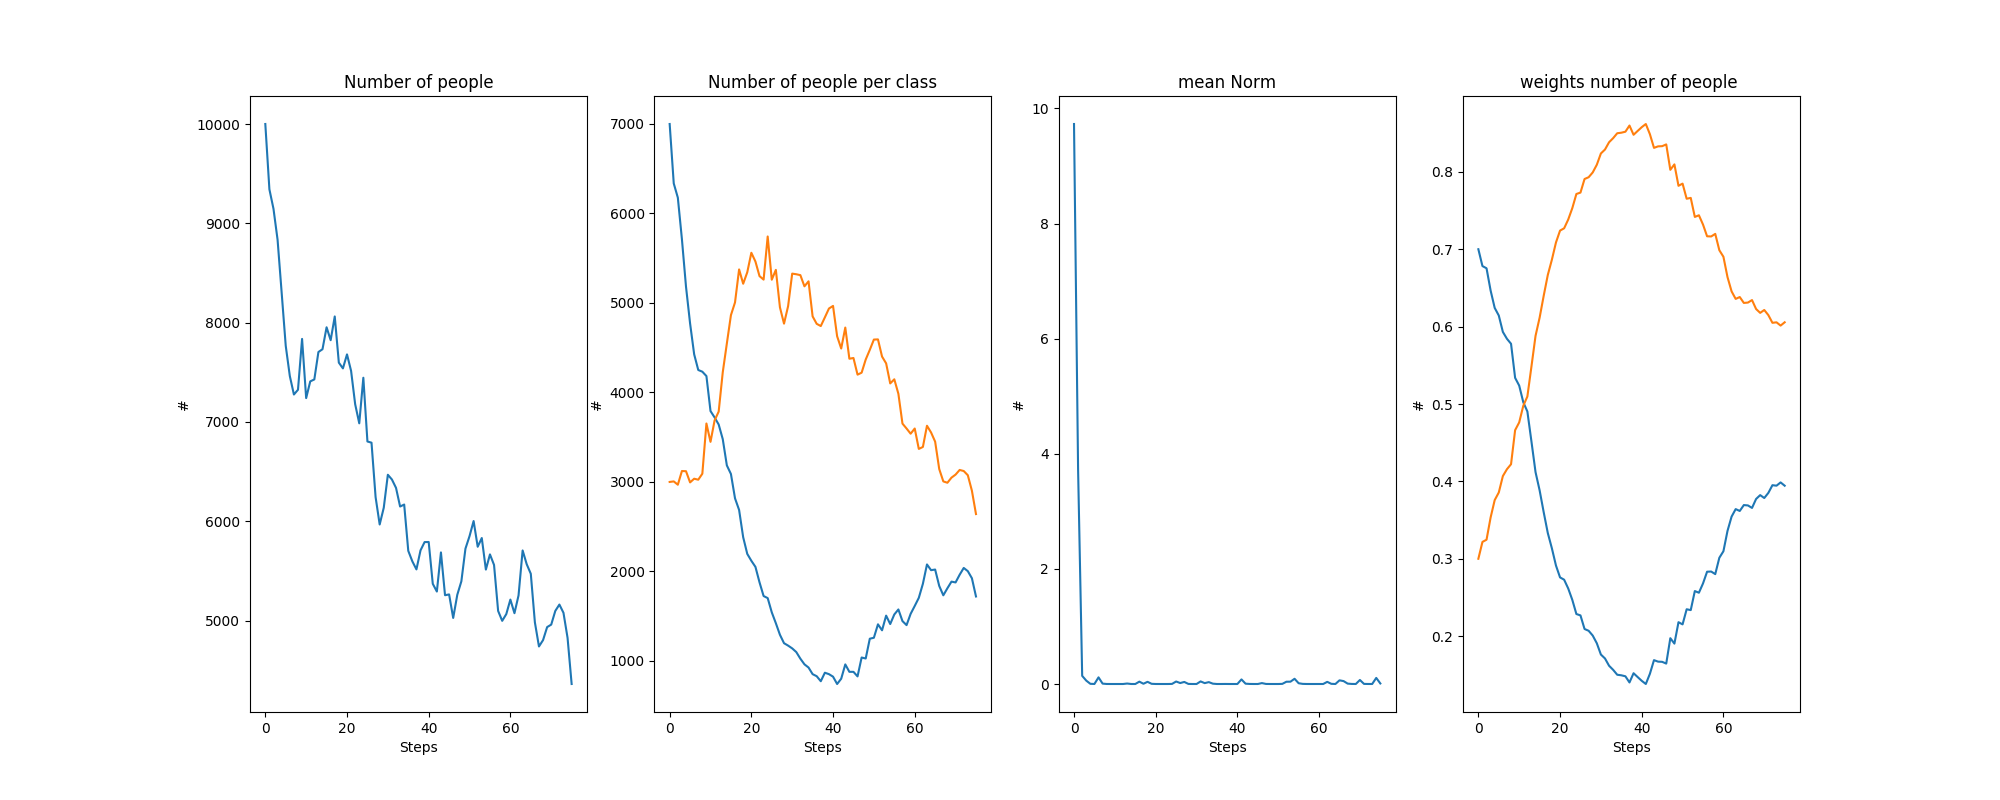 Number of people
10000
9000
8000
7000
6000
5000
#
0 20 40 60
Steps
Number of people per class
7000
6000
5000
4000
3000
2000
1000
#
0 20 40 60
Steps
mean Norm
10
8
6
4
2
0
#
0 20 40 60
Steps
weights number of people
0.8
0.7
0.6
0.5
0.4
0.3
0.2
#
0 20 40 60
Steps